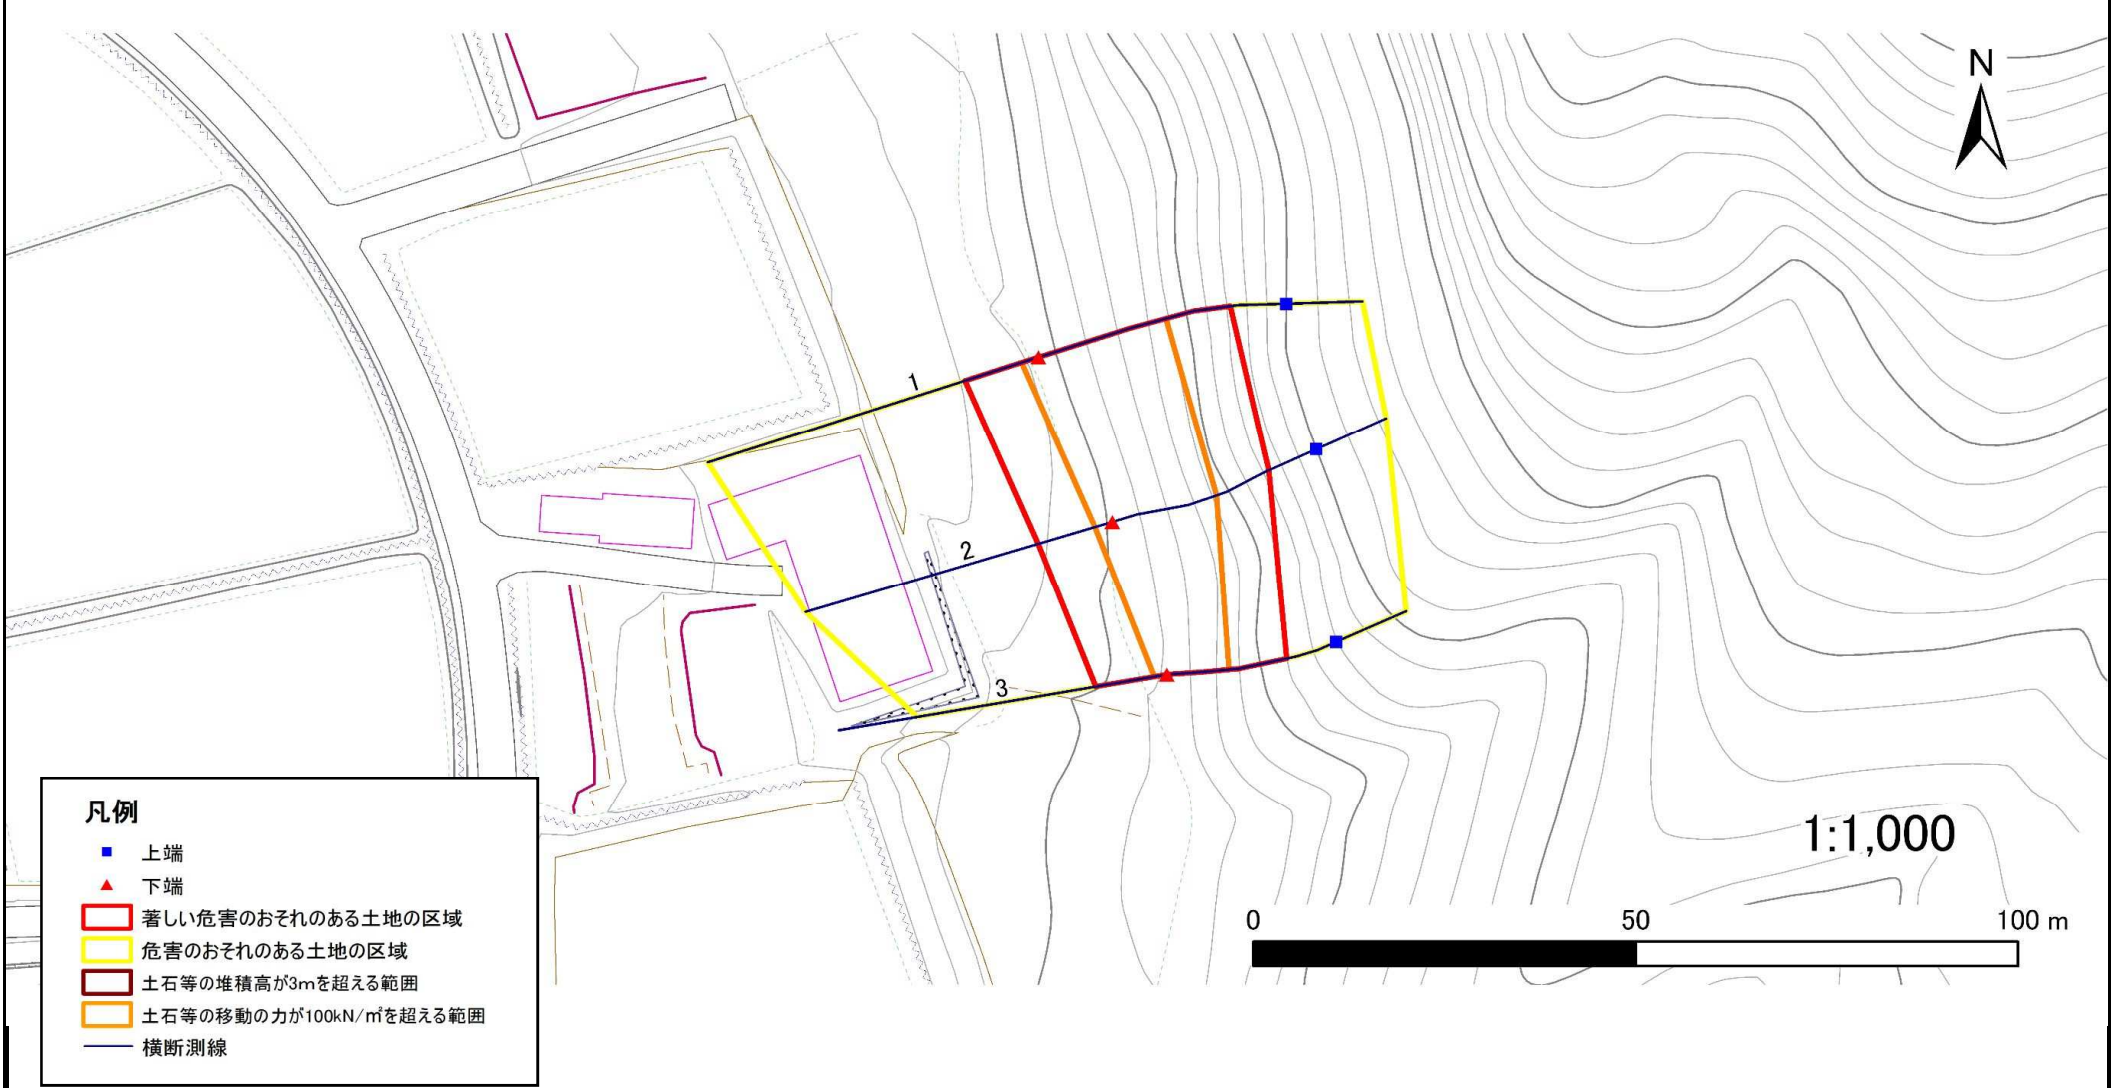 N
1
2
3
凡例
上端
下端
著しい危害のおそれのある土地の区域
危害のおそれのある土地の区域
土石等の堆積高が3mを超える範囲
土石等の移動の力が100kN/㎡を超える範囲
横断測線
1:1,000
0 50 100 m